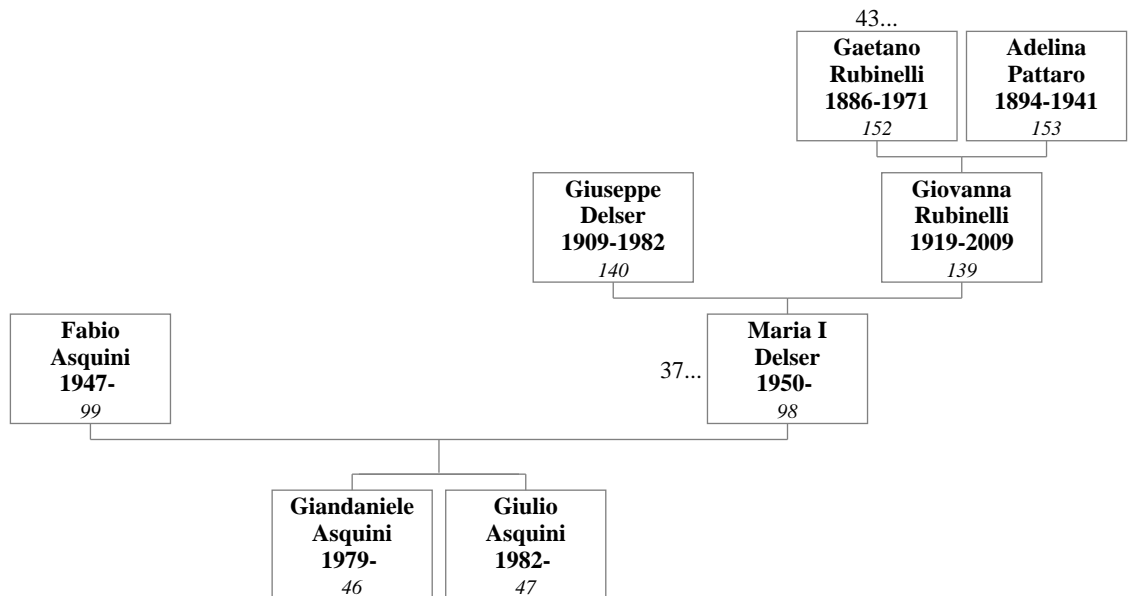 43...
Gaetano
Rubinelli
1886-1971
152
Adelina
Pattaro
1894-1941
153
Giuseppe
Delser
1909-1982
140
Giovanna
Rubinelli
1919-2009
139
Fabio
Asquini
1947-
99
37...
Maria I
Delser
1950-
98
Giandaniele
Asquini
1979-
46
Giulio
Asquini
1982-
47